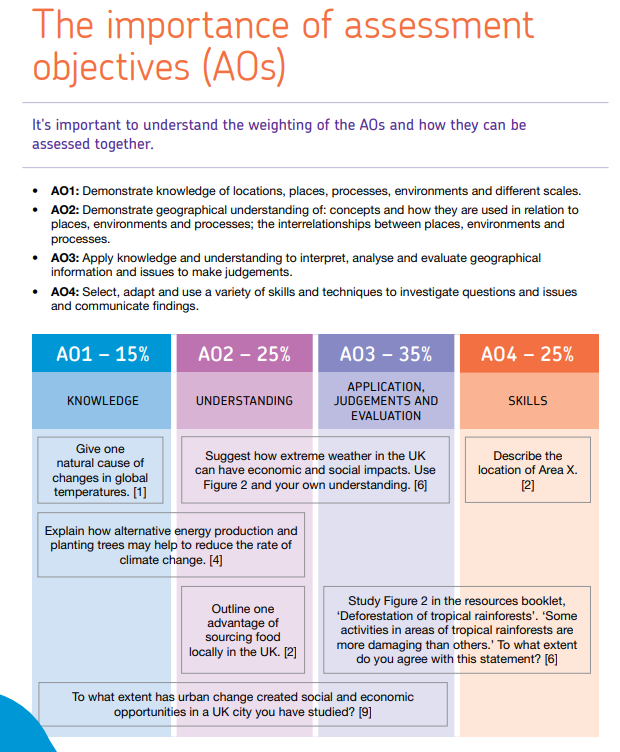 The importance of assessment
objectives (AOs)
It's important to understand the weighting of the AOs and how they can be
assessed together.
• AO1: Demonstrate knowledge of locations, places, processes, environments and different scales.
• AO2: Demonstrate geographical understanding of: concepts and how they are used in relation to
places, environments and processes; the interrelationships between places, environments and
processes.
• AO3: Apply knowledge and understanding to interpret, analyse and evaluate geographical
information and issues to make judgements.
• AO4: Select, adapt and use a variety of skills and techniques to investigate questions and issues
and communicate findings.
AO1 – 15%
AO2 – 25%
AO3 – 35%
AO4 – 25%
KNOWLEDGE
UNDERSTANDING
APPLICATION,
JUDGEMENTS AND
EVALUATION
SKILLS
Give one
natural cause of
changes in global
temperatures. [1]
Suggest how extreme weather in the UK
can have economic and social impacts. Use
Figure 2 and your own understanding. [6]
Describe the
location of Area X.
[2]
Explain how alternative energy production and
planting trees may help to reduce the rate of
climate change. [4]
Outline one
advantage of
sourcing food
locally in the UK. [2]
Study Figure 2 in the resources booklet,
‘Deforestation of tropical rainforests’. ‘Some
activities in areas of tropical rainforests are
more damaging than others.’ To what extent
do you agree with this statement? [6]
To what extent has urban change created social and economic
opportunities in a UK city you have studied? [9]